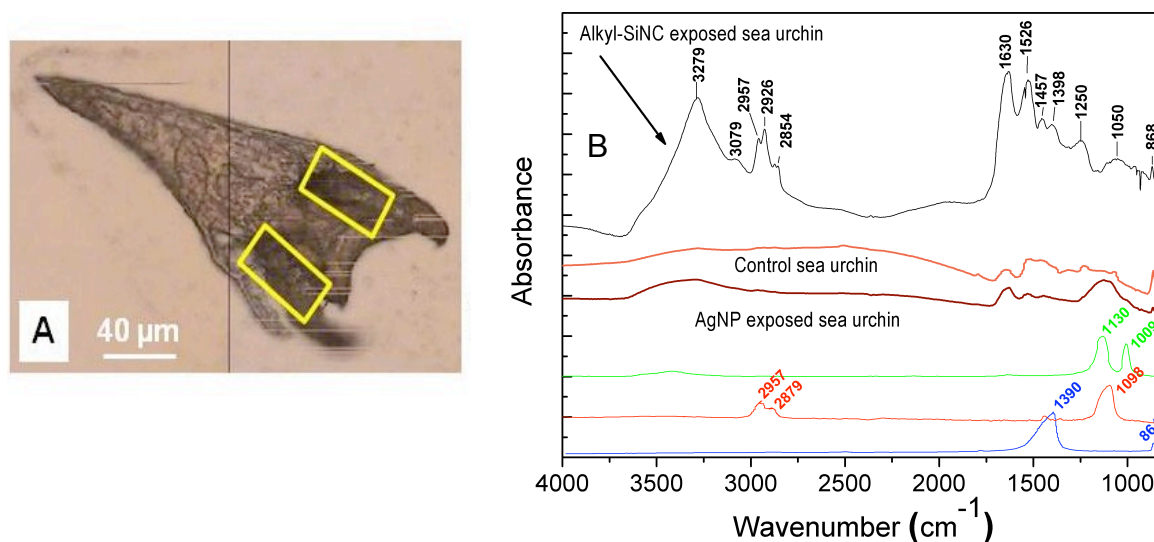 A
40 µm
B
Alkyl-SiNC exposed sea urchin
3279
3079
2957
2926
2854
1630
1526
1457
1398
1250
1050
868
Control sea urchin
AgNP exposed sea urchin
1130
1009
2957
2879
1098
1390
Absorbance
4000 3500 3000 2500 2000 1500 1000
Wavenumber (cm-1)